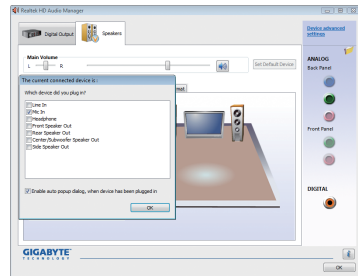 Realtek HD Audio Manager
Digital Output
Speakers
Device advanced settings
Main Volume
L
R
Set Default Device
ANALOG
Back Panel
The current connected device is :
Which device did you plug in?
Line In
Mic In
Headphone
Front Speaker Out
Rear Speaker Out
Center/Subwoofer Speaker Out
Side Speaker Out
Enable auto popup dialog, when device has been plugged in
OK
Front Panel
DIGITAL
GIGABYTE
TECHNOLOGY
OK